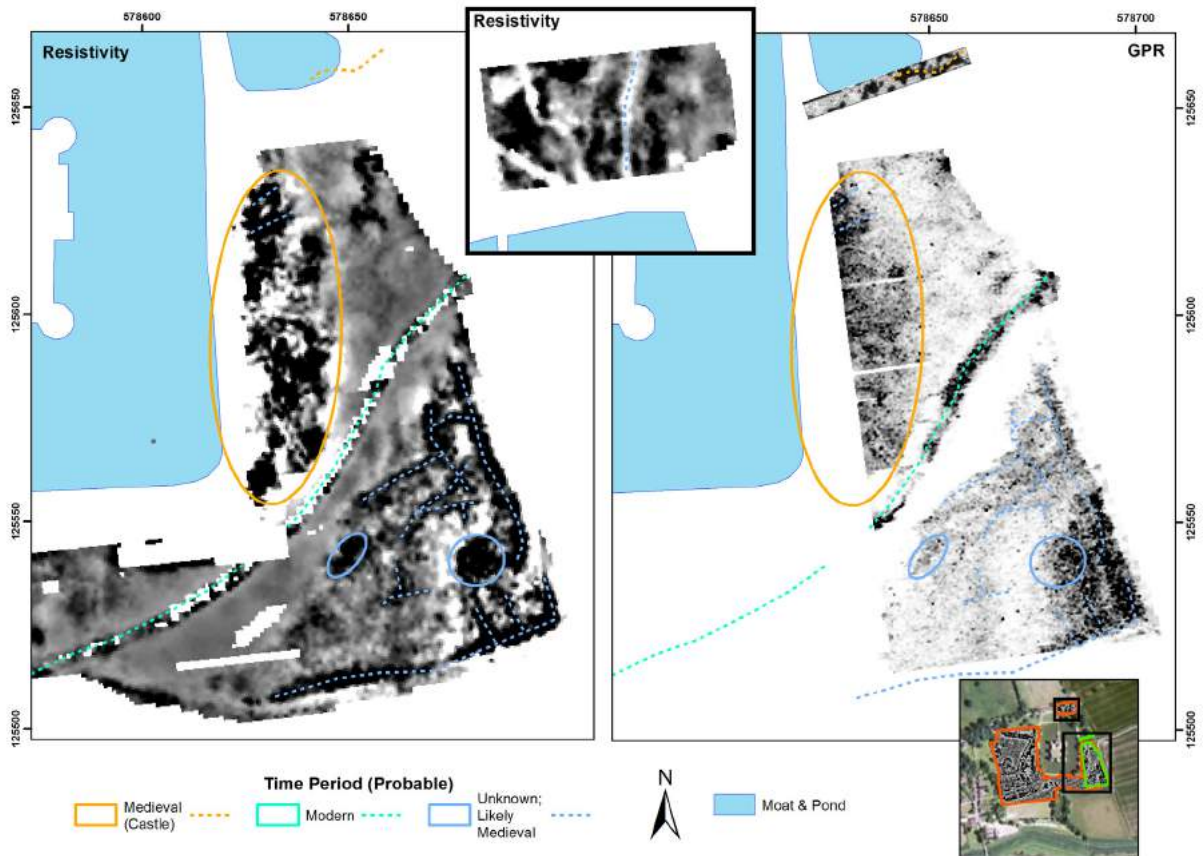 578600
578650
578650
578700
Resistivity
Resistivity
GPR
125650
125600
125550
125500
125650
125600
125550
125500
Time Period (Probable)
Medieval
(Castle)
Modern
Unknown;
Likely
Medieval
N
Moat & Pond